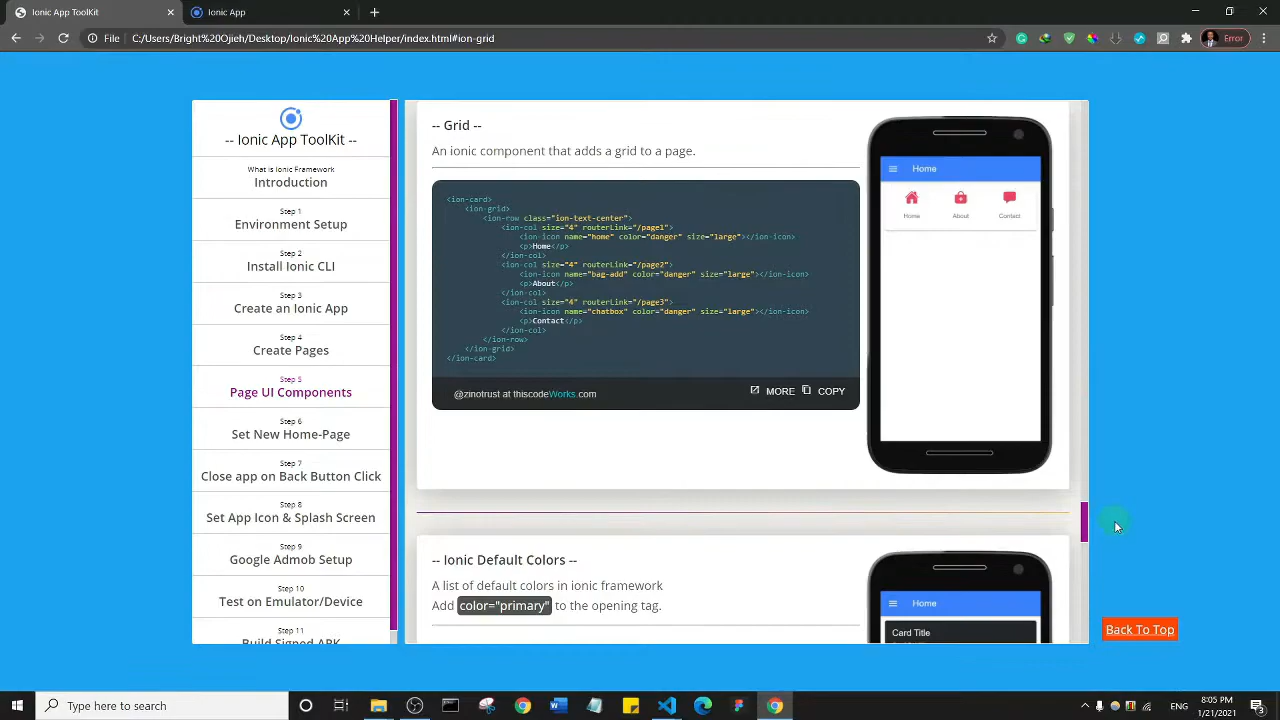 Ionic App ToolKit
Ionic App
File C:/Users/Bright%20Ojieh/Desktop/Ionic%20App%20Helper/index.html#ion-grid
Error
-- Ionic App ToolKit --
What is Ionic Framework
Introduction
Step 1
Environment Setup
Step 2
Install Ionic CLI
Step 3
Create an Ionic App
Step 4
Create Pages
Step 5
Page UI Components
Step 6
Set New Home-Page
Step 7
Close app on Back Button Click
Step 8
Set App Icon & Splash Screen
Step 9
Google Admob Setup
Step 10
Test on Emulator/Device
Step 11
Build Signed APK
-- Grid --
An ionic component that adds a grid to a page.
<ion-card>
<ion-grid>
<ion-row class="ion-text-center">
<ion-col size="4" routerLink="/page1">
<ion-icon name="home" color="danger" size="large"></ion-icon>
<p>Home</p>
</ion-col>
<ion-col size="4" routerLink="/page2">
<ion-icon name="bag-add" color="danger" size="large"></ion-icon>
<p>About</p>
</ion-col>
<ion-col size="4" routerLink="/page3">
<ion-icon name="chatbox" color="danger" size="large"></ion-icon>
<p>Contact</p>
</ion-col>
</ion-row>
</ion-grid>
</ion-card>
@zinotrust at thiscodeWorks.com MORE COPY
Home
Home About Contact
-- Ionic Default Colors --
A list of default colors in ionic framework
Add color="primary" to the opening tag.
Home
Card Title
Back To Top
Type here to search
ENG
8:05 PM
1/21/2021